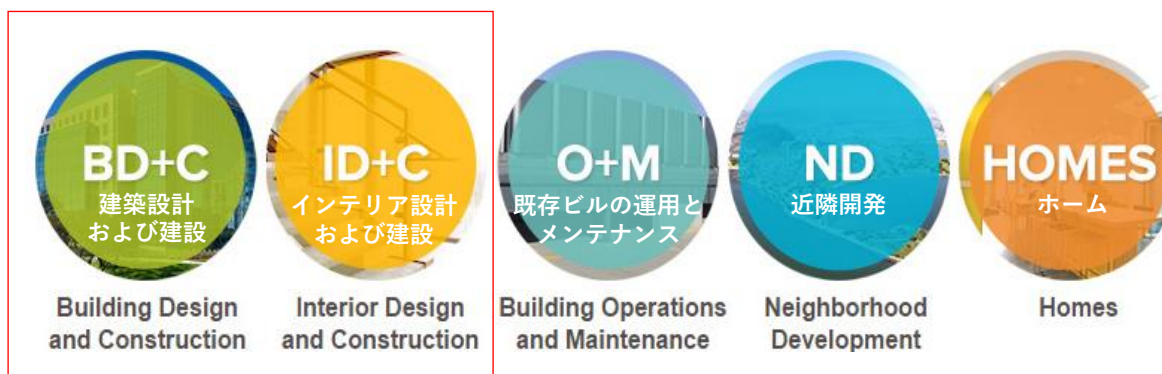 BD+C
建築設計
および建設
Building Design
and Construction
ID+C
インテリア設計
および建設
Interior Design
and Construction
O+M
既存ビルの運用と
メンテナンス
Building Operations
and Maintenance
ND
近隣開発
Neighborhood
Development
HOMES
ホーム
Homes